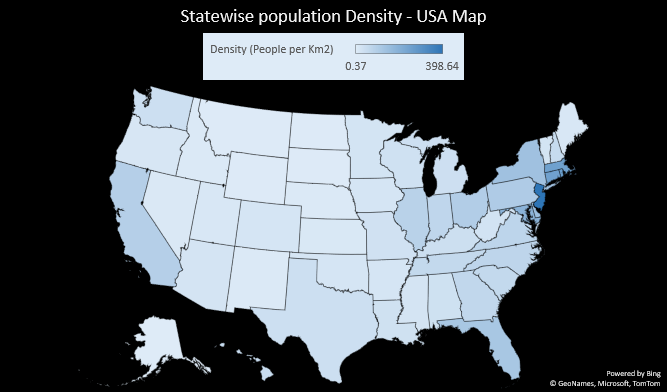 Statewise population Density - USA Map
Density (People per Km2)
0.37 398.64
Powered by Bing
© GeoNames, Microsoft, TomTom